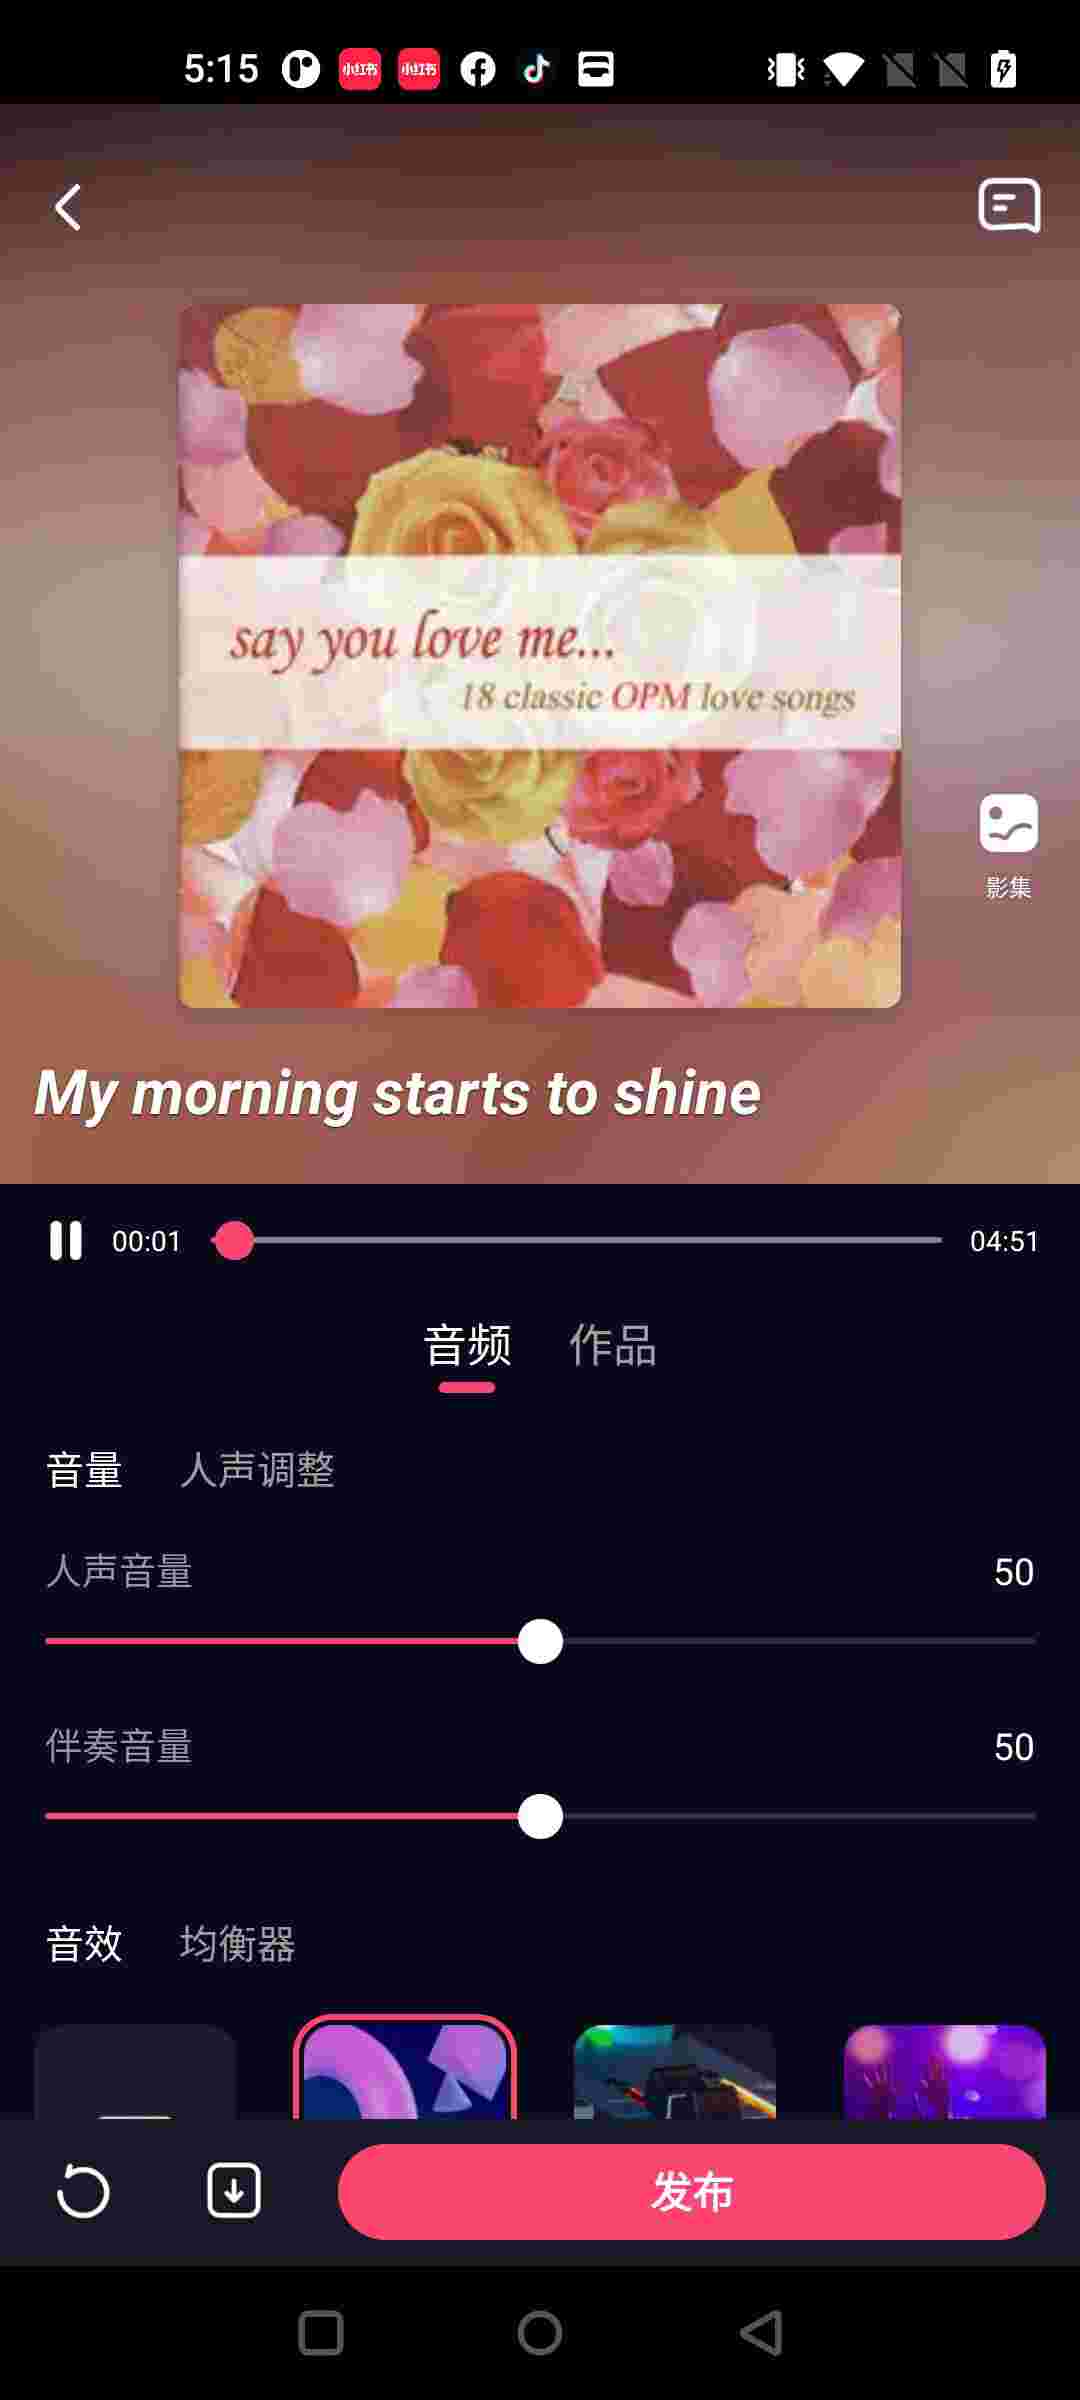 5:15
小红书
小红书
say you love me...
18 classic OPM love songs
影集
My morning starts to shine
00:01
04:51
音频 作品
音量 人声调整
人声音量 50
伴奏音量 50
音效 均衡器
发布